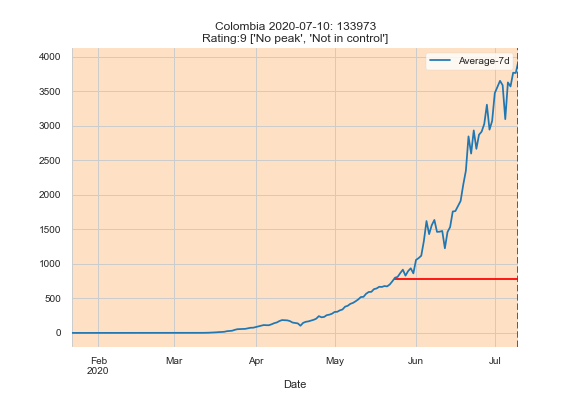 Colombia 2020-07-10: 133973
Rating:9 ['No peak', 'Not in control']
Average-7d
4000
3500
3000
2500
2000
1500
1000
500
0
Feb
2020
Mar
Apr
May
Jun
Jul
Date